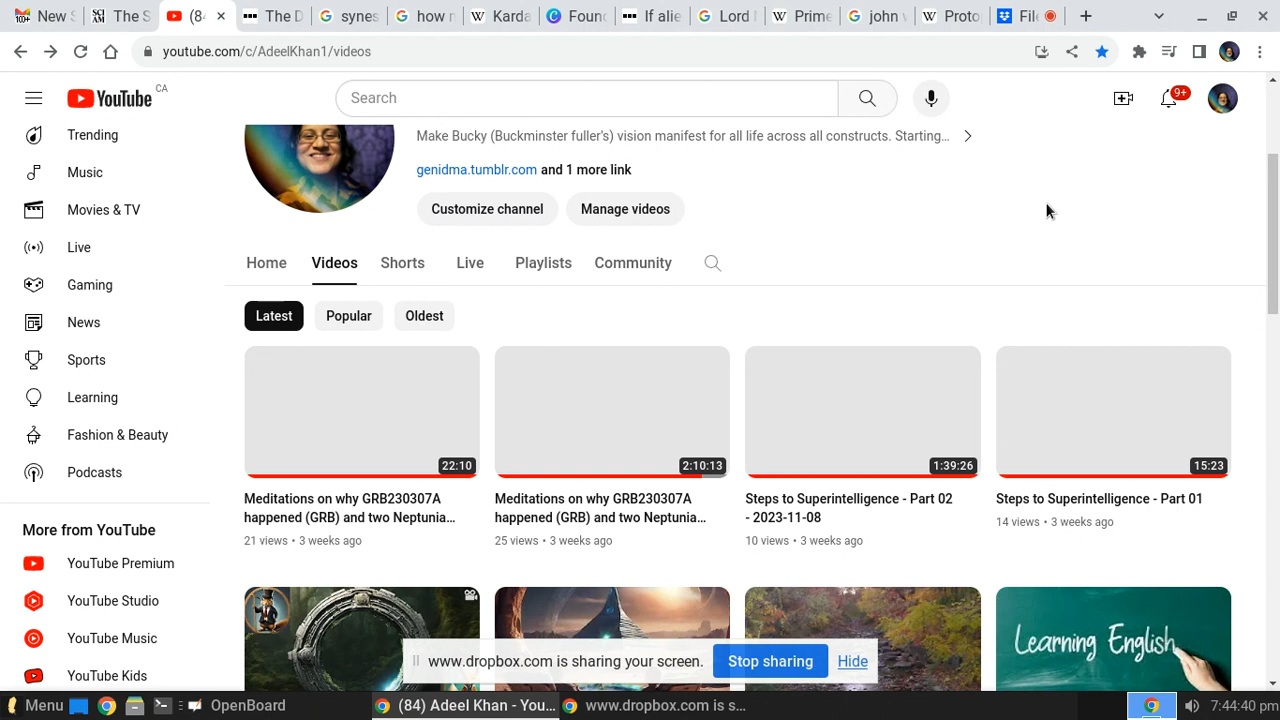 New S
The S
(84
The D
synes
how r
Karda
Foun
If alie
Lord
Prime
john v
Proto
File
youtube.com/c/AdeelKhan1/videos
YouTube CA
Search
9+
Trending
Music
Movies & TV
Live
Gaming
News
Sports
Learning
Fashion & Beauty
Podcasts
More from YouTube
YouTube Premium
YouTube Studio
YouTube Music
YouTube Kids
Make Bucky (Buckminster fuller's) vision manifest for all life across all constructs. Starting...
genidma.tumblr.com and 1 more link
Customize channel Manage videos
Home Videos Shorts Live Playlists Community
Latest Popular Oldest
22:10
Meditations on why GRB230307A
happened (GRB) and two Neptunia...
21 views • 3 weeks ago
2:10:13
Meditations on why GRB230307A
happened (GRB) and two Neptunia...
25 views • 3 weeks ago
1:39:26
Steps to Superintelligence - Part 02
- 2023-11-08
10 views • 3 weeks ago
15:23
Steps to Superintelligence - Part 01
14 views • 3 weeks ago
Learning English
www.dropbox.com is sharing your screen. Stop sharing Hide
Menu
OpenBoard
(84) Adeel Khan - You...
www.dropbox.com is s...
7:44:40 pm